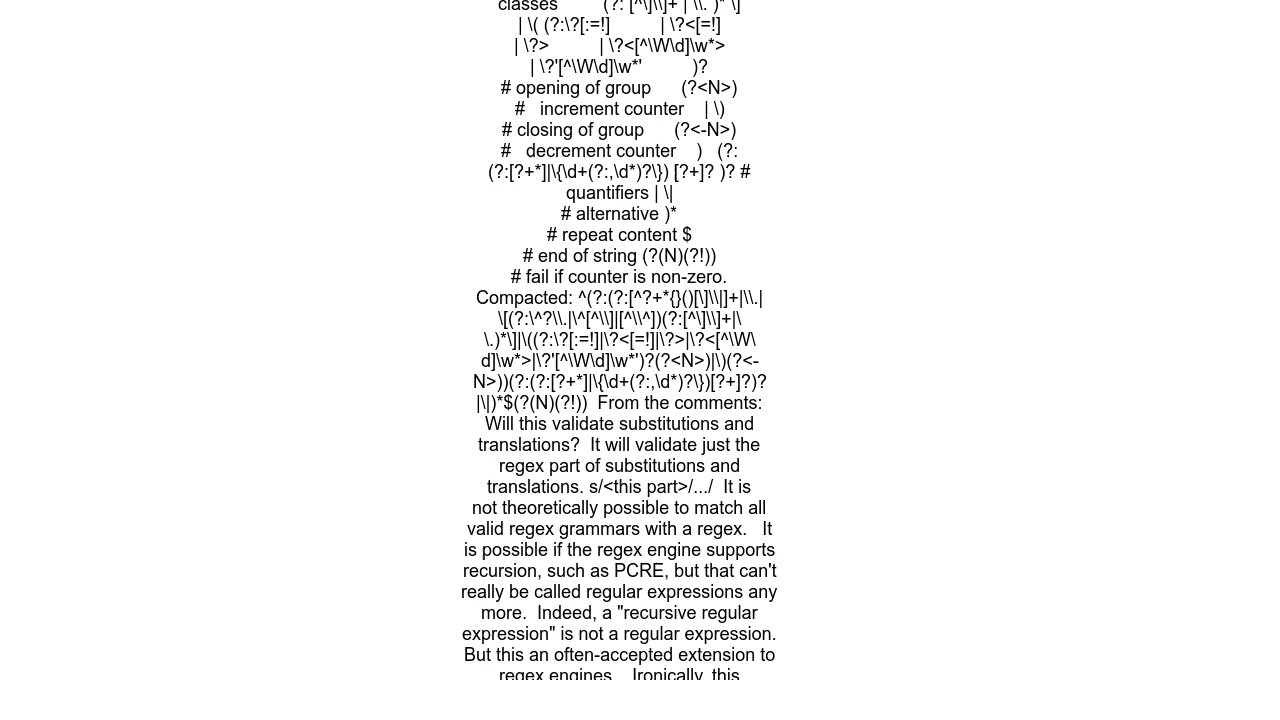 classes         (?: [^\]\\]+ | \\. )* \]
| \( (?:\?[:=!]          | \?<[=!]
| \?>          | \?<[^\W\d]\w*>
| \?'[^\W\d]\w*'          )?
# opening of group      (?<N>)
#   increment counter    | \)
# closing of group      (?<-N>)
#   decrement counter    )   (?:
(?:[?+*]|\{\d+(?:,\d*)?\}) [?+]? )? #
quantifiers | \|
# alternative )*
# repeat content $
# end of string (?(N)(?!))
# fail if counter is non-zero.
Compacted: ^(?:(?:[^?+*{}()[\]\\|]+|\\.|
\[(?:\^?\\.|\^[^\\]|[^\\^])(?:[^\]\\]+|\
\.)*\]|\((?:\?[:=!]|\?<[=!]|\?>|\?<[^\W\
d]\w*>|\?'[^\W\d]\w*')?(?<N>)|\)(?<-
N>))(?:(?:[?+*]|\{\d+(?:,\d*)?\})[?+]?)?
|\|)*$(?(N)(?!))  From the comments:
Will this validate substitutions and
translations?  It will validate just the
regex part of substitutions and
translations. s/<this part>/.../  It is
not theoretically possible to match all
valid regex grammars with a regex.   It
is possible if the regex engine supports
recursion, such as PCRE, but that can't
really be called regular expressions any
more.  Indeed, a "recursive regular
expression" is not a regular expression.
But this an often-accepted extension to
regex engines... Ironically, this